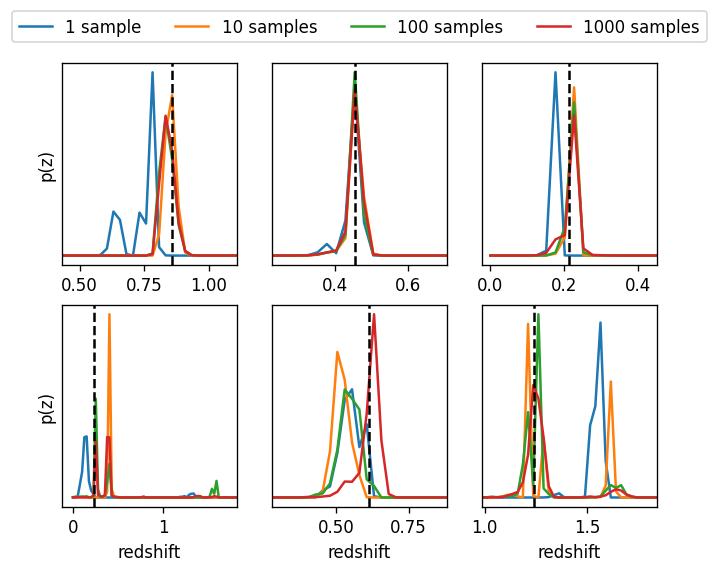 1 sample 10 samples 100 samples 1000 samples
p(z)
0.50 0.75 1.00 0.4 0.6 0.0 0.2 0.4
p(z)
0 1 0.50 0.75 1.0 1.5
redshift redshift redshift